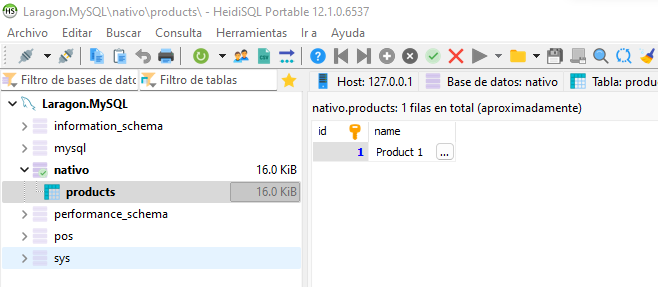 HS Laragon.MySQL\nativo\products\ - HeidiSQL Portable 12.1.0.6537
Archivo Editar Buscar Consulta Herramientas Ir a Ayuda
Filtro de bases de dato Filtro de tablas
Host: 127.0.0.1 Base de datos: nativo Tabla: produ
Laragon.MySQL
information_schema
mysql
nativo 16.0 KiB
products 16.0 KiB
performance_schema
pos
sys
nativo.products: 1 filas en total (aproximadamente)
id name
1 Product 1 ...